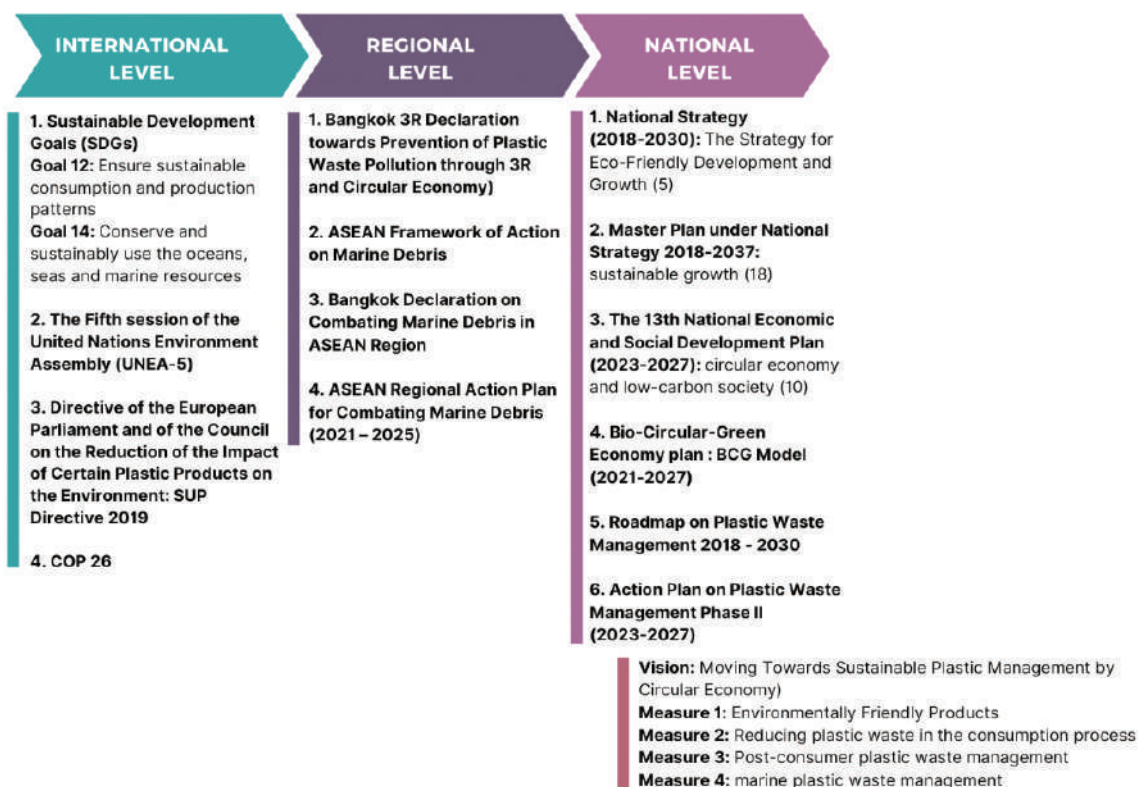 INTERNATIONAL
LEVEL
REGIONAL
LEVEL
NATIONAL
LEVEL
1. Sustainable Development
Goals (SDGs)
Goal 12: Ensure sustainable
consumption and production
patterns
Goal 14: Conserve and
sustainably use the oceans,
seas and marine resources
2. The Fifth session of the
United Nations Environment
Assembly (UNEA-5)
3. Directive of the European
Parliament and of the Council
on the Reduction of the Impact
of Certain Plastic Products on
the Environment: SUP
Directive 2019
4. COP 26
1. Bangkok 3R Declaration
towards Prevention of Plastic
Waste Pollution through 3R
and Circular Economy)
2. ASEAN Framework of Action
on Marine Debris
3. Bangkok Declaration on
Combating Marine Debris in
ASEAN Region
4. ASEAN Regional Action Plan
for Combating Marine Debris
(2021 – 2025)
1. National Strategy
(2018-2030): The Strategy for
Eco-Friendly Development and
Growth (5)
2. Master Plan under National
Strategy 2018-2037:
sustainable growth (18)
3. The 13th National Economic
and Social Development Plan
(2023-2027): circular economy
and low-carbon society (10)
4. Bio-Circular-Green
Economy plan : BCG Model
(2021-2027)
5. Roadmap on Plastic Waste
Management 2018 - 2030
6. Action Plan on Plastic Waste
Management Phase II
(2023-2027)
Vision: Moving Towards Sustainable Plastic Management by
Circular Economy)
Measure 1: Environmentally Friendly Products
Measure 2: Reducing plastic waste in the consumption process
Measure 3: Post-consumer plastic waste management
Measure 4: marine plastic waste management